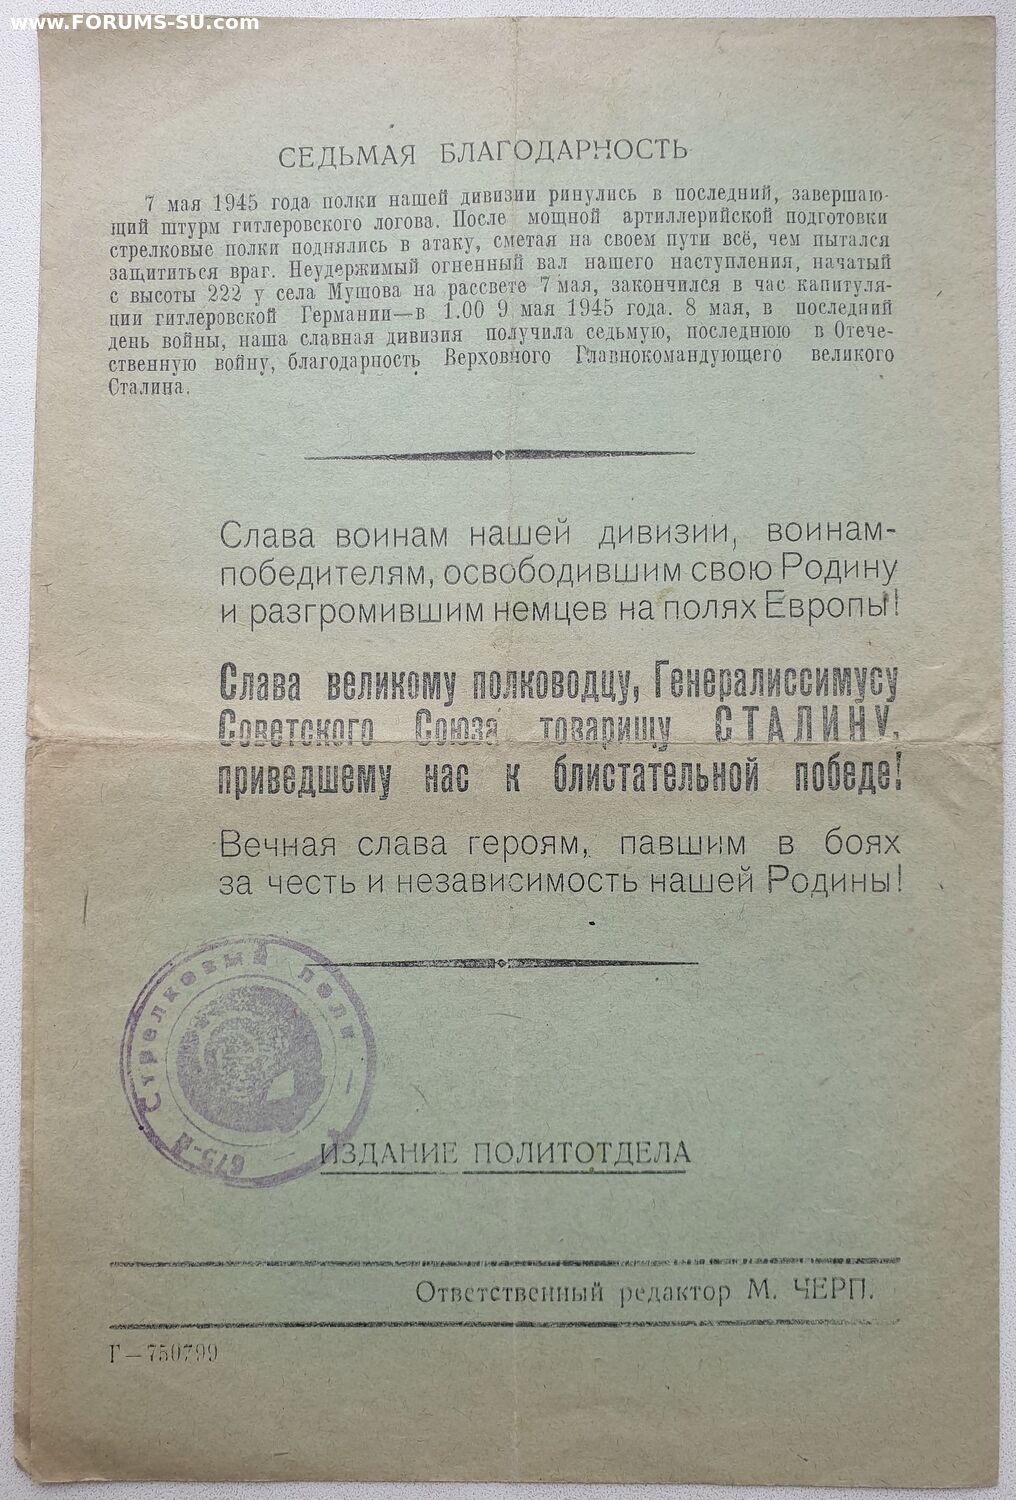 www.FORUMS-SU.com
СЕДЬМАЯ БЛАГОДАРНОСТЬ
7 мая 1945 года полки нашей дивизии ринулись в последний, завершаю-
щий штурм гитлеровского логова. После мощной артиллерийской подготовки
стрелковые полки поднялись в атаку, сметая на своем пути всё, чем пытался
защититься враг. Неудержимый огненный вал нашего наступления, начатый
с высоты 222 у села Мушова на рассвете 7 мая, закончился в час капитуля-
ции гитлеровской Германии—в 1.00 9 мая 1945 года. 8 мая, в последний
день войны, наша славная дивизия получила седьмую, последнюю в Отече-
ственную войну, благодарность Верховного Главнокомандующего великого
Сталина.
Слава воинам нашей дивизии, воинам-
победителям, освободившим свою Родину
и разгромившим немцев на полях Европы!
Слава великому полководцу, Генералиссимусу
Советского Союза товарищу СТАЛИНУ,
приведшему нас к блистательной победе!
Вечная слава героям, павшим в боях
за честь и независимость нашей Родины!
675-й Стрелковый полк
ИЗДАНИЕ ПОЛИТОТДЕЛА
Ответственный редактор М. ЧЕРП.
Г—750799